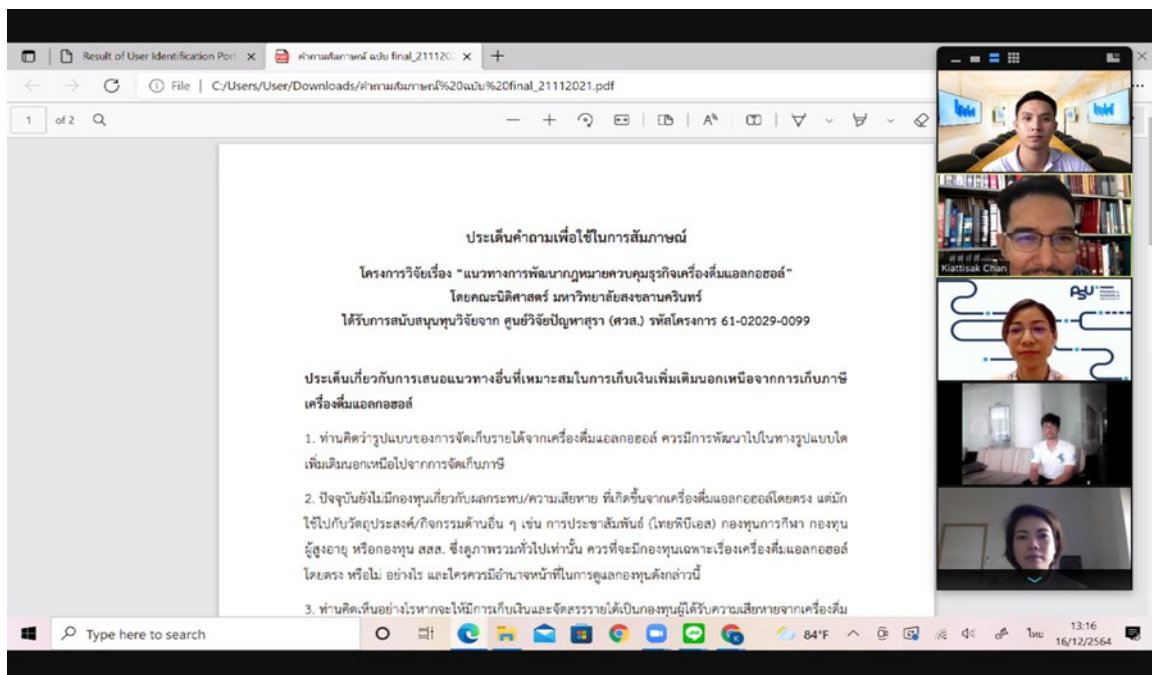 Result of User Identification Port
คำถามสัมภาษณ์ ฉบับ final_211120
File | C:/Users/User/Downloads/คำถามสัมภาษณ์%20ฉบับ%20final_21112021.pdf
1 of 2
ประเด็นคำถามเพื่อใช้ในการสัมภาษณ์
โครงการวิจัยเรื่อง “แนวทางการพัฒนากฎหมายควบคุมธุรกิจเครื่องดื่มแอลกอฮอล์”
โดยคณะนิติศาสตร์ มหาวิทยาลัยสงขลานครินทร์
ได้รับการสนับสนุนทุนวิจัยจาก ศูนย์วิจัยปัญหาสุรา (ศวส.) รหัสโครงการ 61-02029-0099
ประเด็นเกี่ยวกับการเสนอแนวทางอื่นที่เหมาะสมในการเก็บเงินเพิ่มเติมนอกเหนือจากการเก็บภาษี
เครื่องดื่มแอลกอฮอล์
1. ท่านคิดว่ารูปแบบของการจัดเก็บรายได้จากเครื่องดื่มแอลกอฮอล์ ควรมีการพัฒนาไปในทางรูปแบบใด
เพิ่มเติมนอกเหนือไปจากการจัดเก็บภาษี
2. ปัจจุบันยังไม่มีกองทุนเกี่ยวกับผลกระทบ/ความเสียหาย ที่เกิดขึ้นจากเครื่องดื่มแอลกอฮอล์โดยตรง แต่มัก
ใช้ไปกับวัตถุประสงค์/กิจกรรมด้านอื่น ๆ เช่น การประชาสัมพันธ์ (ไทยพีบีเอส) กองทุนการกีฬา กองทุน
ผู้สูงอายุ หรือกองทุน สสส. ซึ่งดูภาพรวมทั่วไปเท่านั้น ควรที่จะมีกองทุนเฉพาะเรื่องเครื่องดื่มแอลกอฮอล์
โดยตรง หรือไม่ อย่างไร และใครควรมีอำนาจหน้าที่ในการดูแลกองทุนดังกล่าวนี้
3. ท่านคิดเห็นอย่างไรหากจะให้มีการเก็บเงินและจัดสรรรายได้เป็นกองทุนผู้ได้รับความเสียหายจากเครื่องดื่ม
Kiattisak Chan
PSU
Type here to search
84°F
ไทย
13:16
16/12/2564